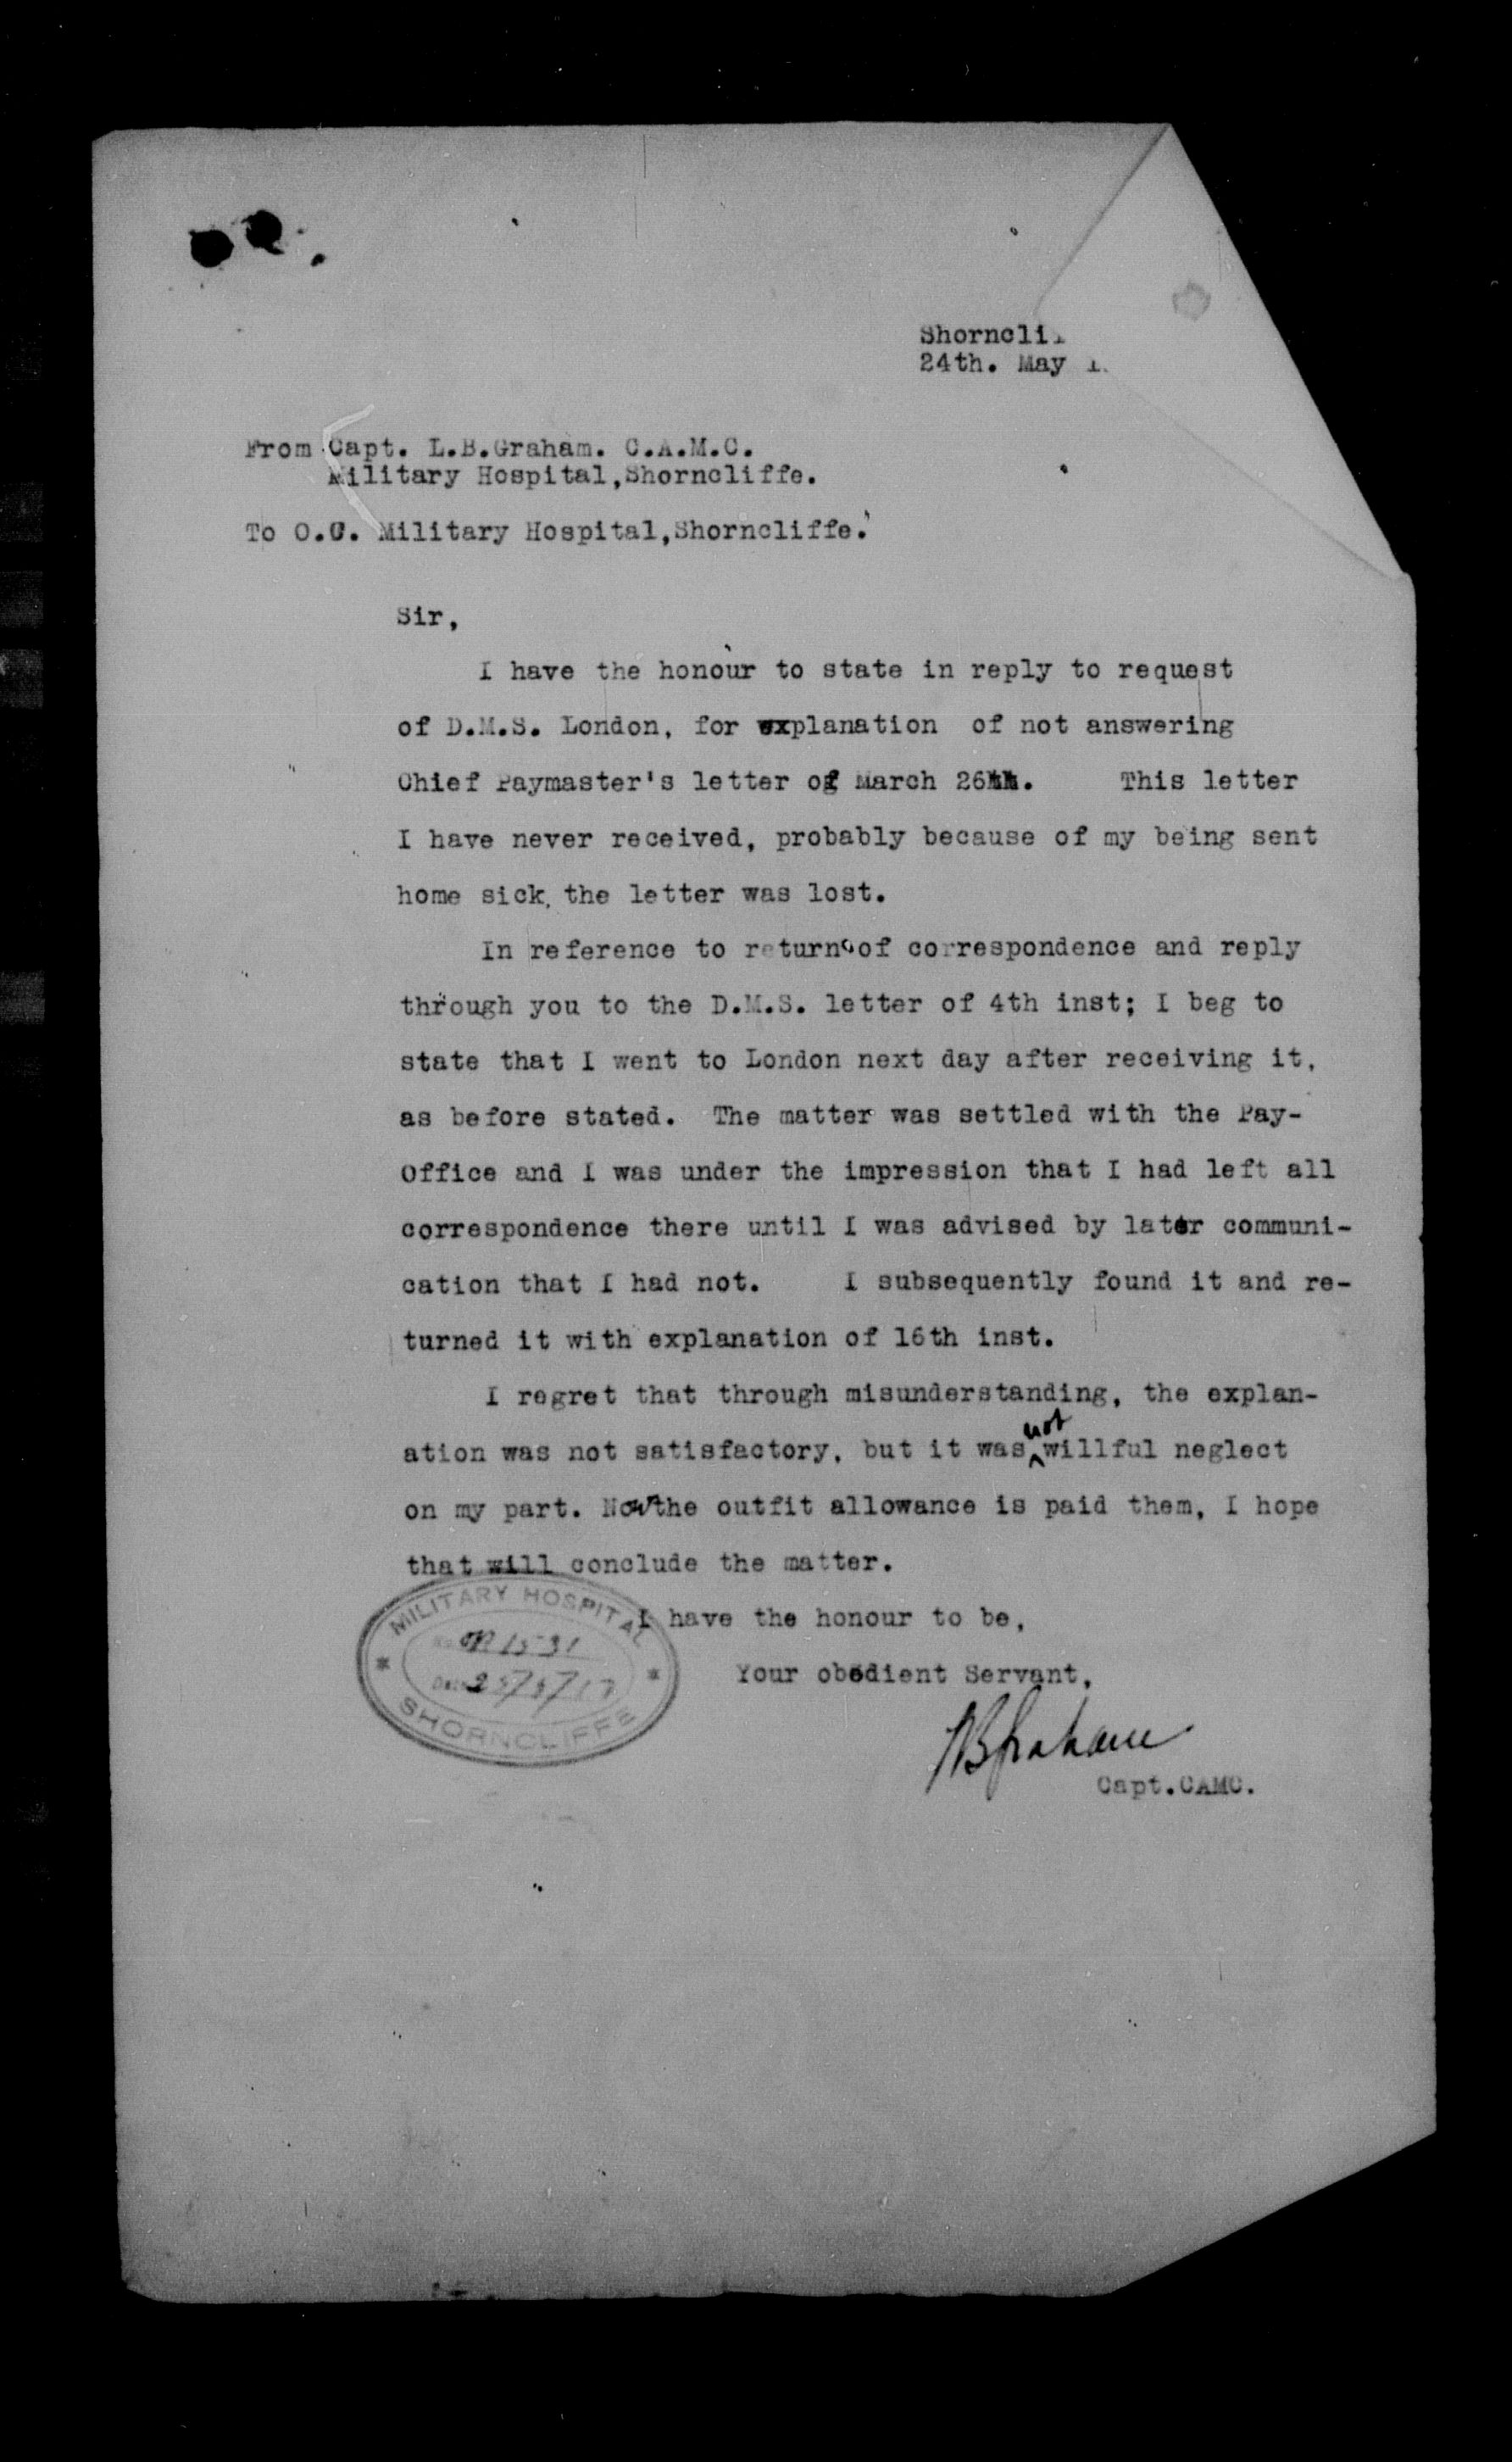 Shorncli
24th. May 1
From Capt. L.B.Graham. C.A.M.C.
Military Hospital,Shorncliffe.
To O.C. Military Hospital,Shorncliffe.
Sir,
I have the honour to state in reply to request
of D.M.S. London, for explanation of not answering
Chief Paymaster's letter of March 26th. This letter
I have never received, probably because of my being sent
home sick, the letter was lost.
In reference to return of correspondence and reply
through you to the D.M.S. letter of 4th inst; I beg to
state that I went to London next day after receiving it,
as before stated. The matter was settled with the Pay-
Office and I was under the impression that I had left all
correspondence there until I was advised by later communi-
cation that I had not. I subsequently found it and re-
turned it with explanation of 16th inst.
I regret that through misunderstanding, the explan-
ation was not satisfactory, but it was not willful neglect
on my part. Now the outfit allowance is paid them, I hope
that will conclude the matter.
I have the honour to be,
Your obedient Servant,
LBGraham
Capt.CAMC.
MILITARY HOSPITAL
No. 1531
Date 25/5/17
SHORNCLIFFE